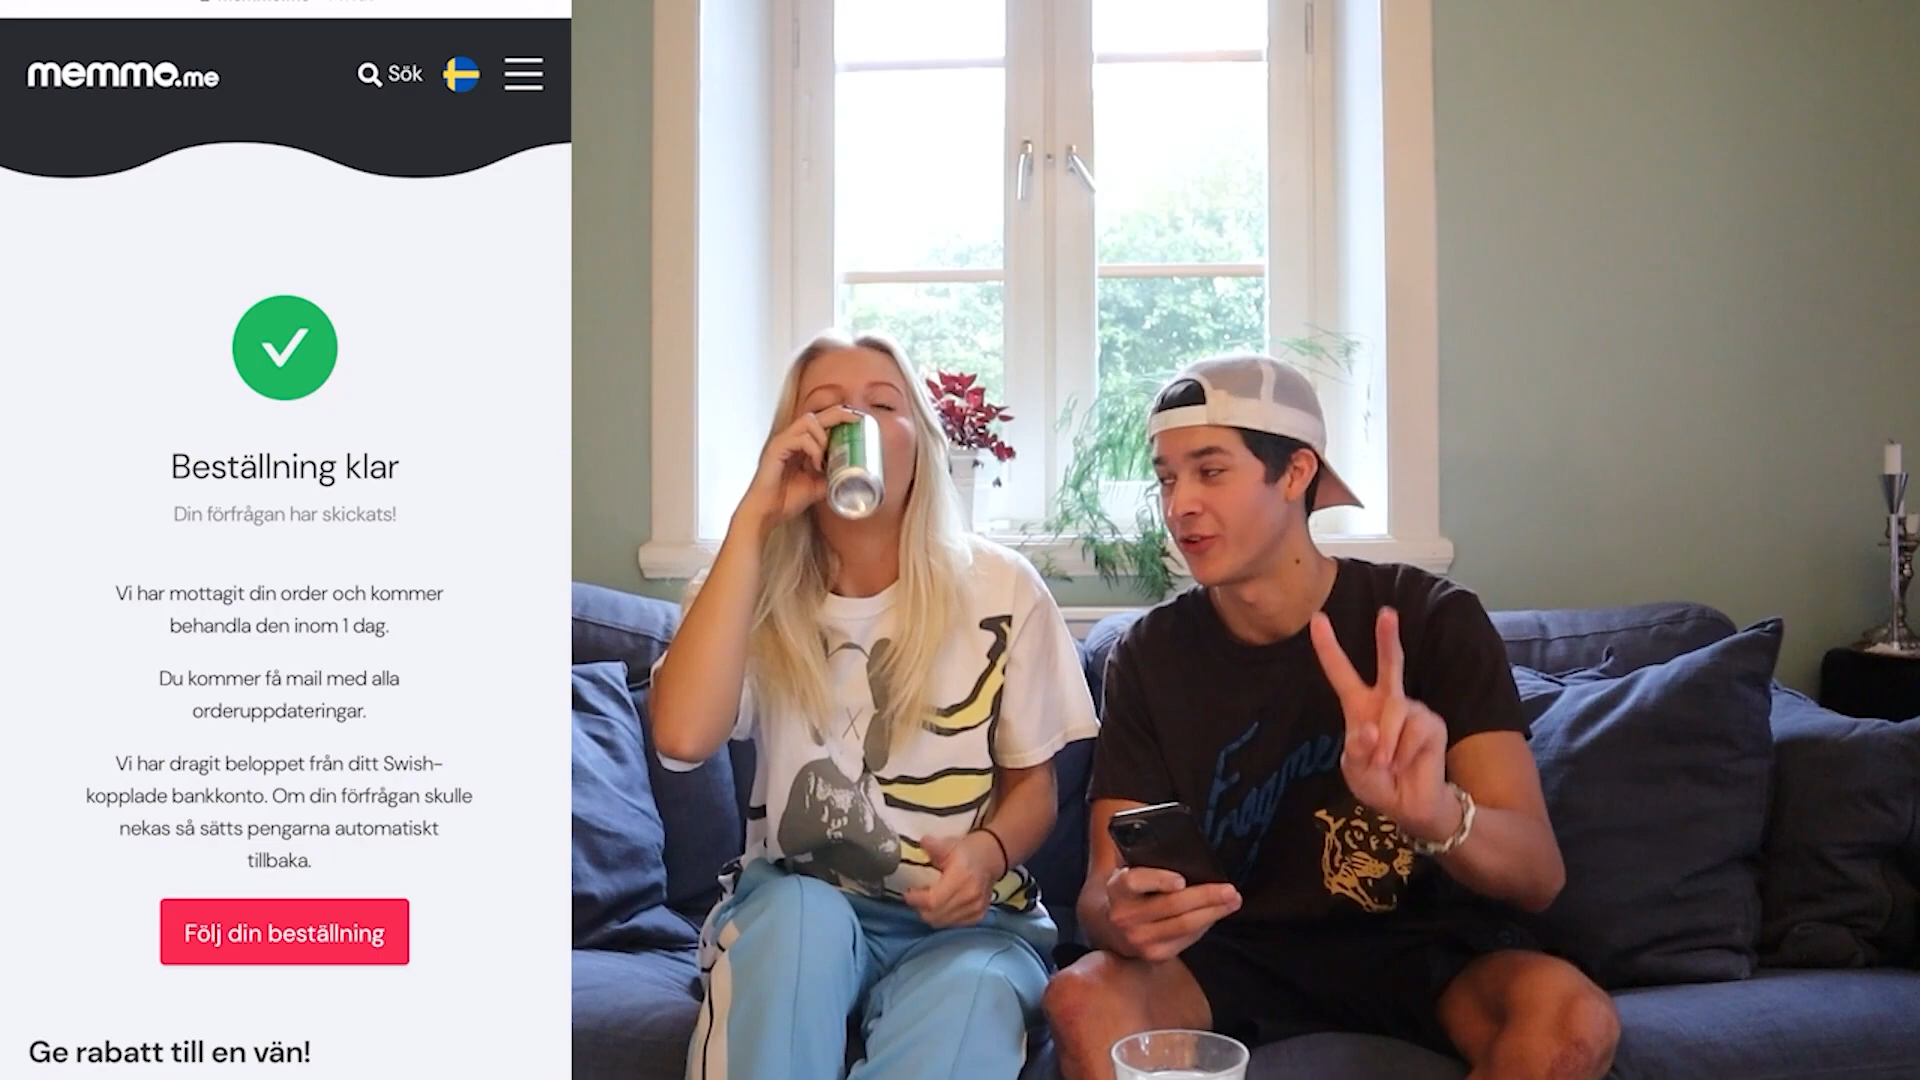 memmo.me
Sök
Beställning klar
Din förfrågan har skickats!
Vi har mottagit din order och kommer
behandla den inom 1 dag.
Du kommer få mail med alla
orderuppdateringar.
Vi har dragit beloppet från ditt Swish-
kopplade bankkonto. Om din förfrågan skulle
nekas så sätts pengarna automatiskt
tillbaka.
Följ din beställning
Ge rabatt till en vän!